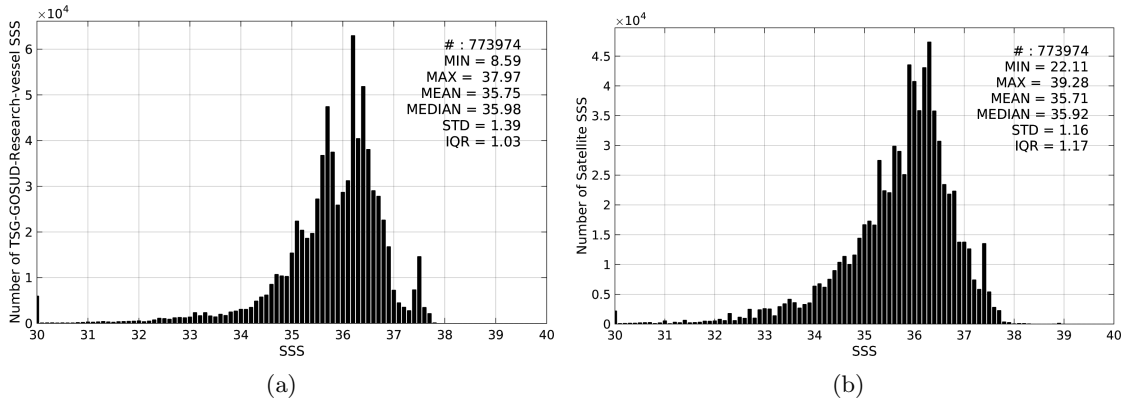 ×10⁴
6
5
4
3
2
1
0
30 31 32 33 34 35 36 37 38 39 40
SSS
Number of TSG-GOSUD-Research-vessel SSS
# : 773974
MIN = 8.59
MAX = 37.97
MEAN = 35.75
MEDIAN = 35.98
STD = 1.39
IQR = 1.03
(a)
×10⁴
4.5
4
3.5
3
2.5
2
1.5
1
0.5
0
30 31 32 33 34 35 36 37 38 39 40
SSS
Number of Satellite SSS
# : 773974
MIN = 22.11
MAX = 39.28
MEAN = 35.71
MEDIAN = 35.92
STD = 1.16
IQR = 1.17
(b)